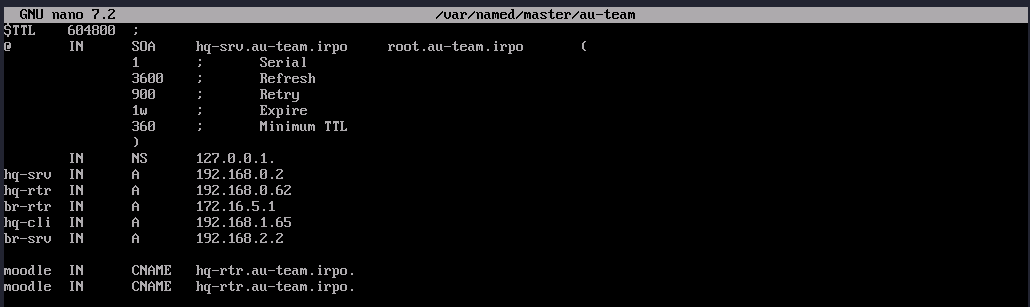 GNU nano 7.2 /var/named/master/au-team
$TTL 604800 ;
@ IN SOA hq-srv.au-team.irpo root.au-team.irpo (
1 ; Serial
3600 ; Refresh
900 ; Retry
1w ; Expire
360 ; Minimum TTL
)
IN NS 127.0.0.1.
hq-srv IN A 192.168.0.2
hq-rtr IN A 192.168.0.62
br-rtr IN A 172.16.5.1
hq-cli IN A 192.168.1.65
br-srv IN A 192.168.2.2
moodle IN CNAME hq-rtr.au-team.irpo.
moodle IN CNAME hq-rtr.au-team.irpo.